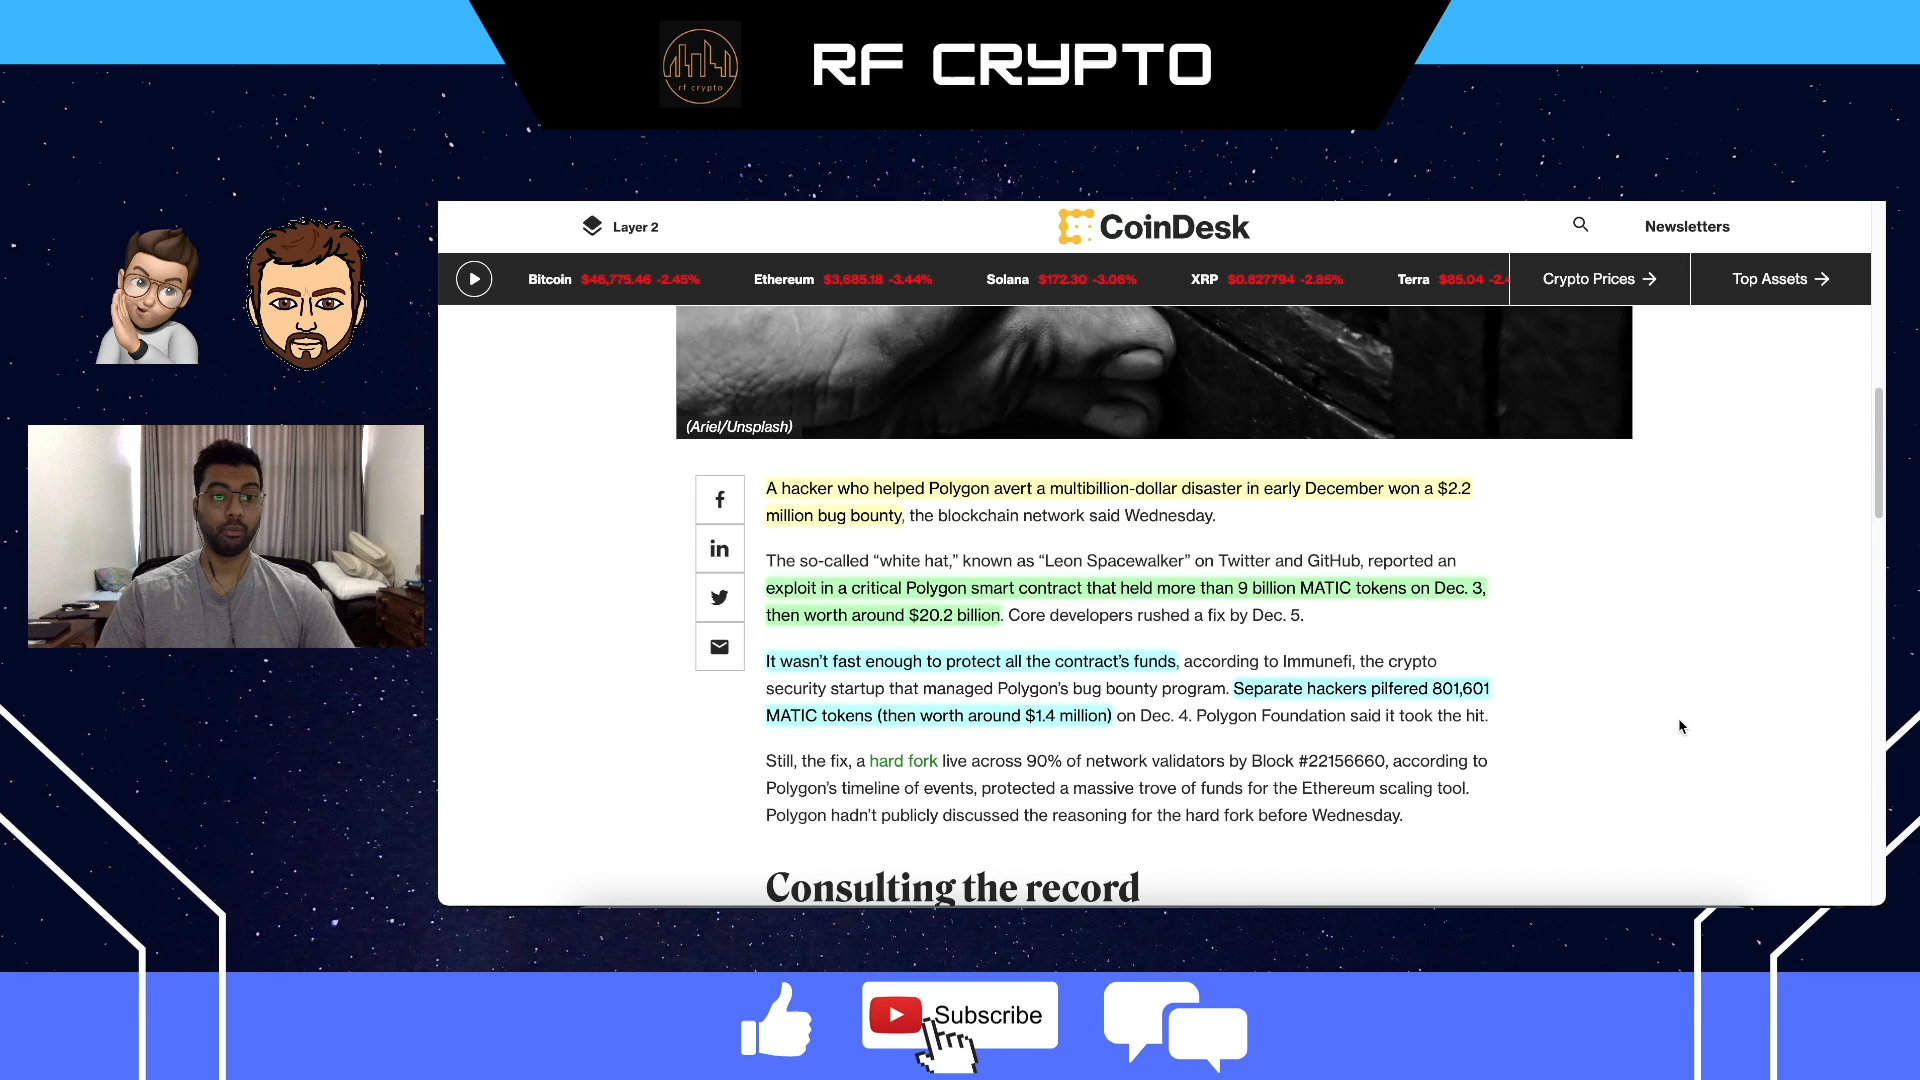 rf crypto
RF CRYPTO
Layer 2
CoinDesk
Newsletters
Bitcoin $46,775.46 -2.45% Ethereum $3,685.18 -3.44% Solana $172.30 -3.06% XRP $0.827794 -2.85% Terra $85.04 -2.4
Crypto Prices
Top Assets
(Ariel/Unsplash)
A hacker who helped Polygon avert a multibillion-dollar disaster in early December won a $2.2
million bug bounty, the blockchain network said Wednesday.
The so-called “white hat,” known as “Leon Spacewalker” on Twitter and GitHub, reported an
exploit in a critical Polygon smart contract that held more than 9 billion MATIC tokens on Dec. 3,
then worth around $20.2 billion. Core developers rushed a fix by Dec. 5.
It wasn’t fast enough to protect all the contract’s funds, according to Immunefi, the crypto
security startup that managed Polygon’s bug bounty program. Separate hackers pilfered 801,601
MATIC tokens (then worth around $1.4 million) on Dec. 4. Polygon Foundation said it took the hit.
Still, the fix, a hard fork live across 90% of network validators by Block #22156660, according to
Polygon’s timeline of events, protected a massive trove of funds for the Ethereum scaling tool.
Polygon hadn’t publicly discussed the reasoning for the hard fork before Wednesday.
Consulting the record
Subscribe